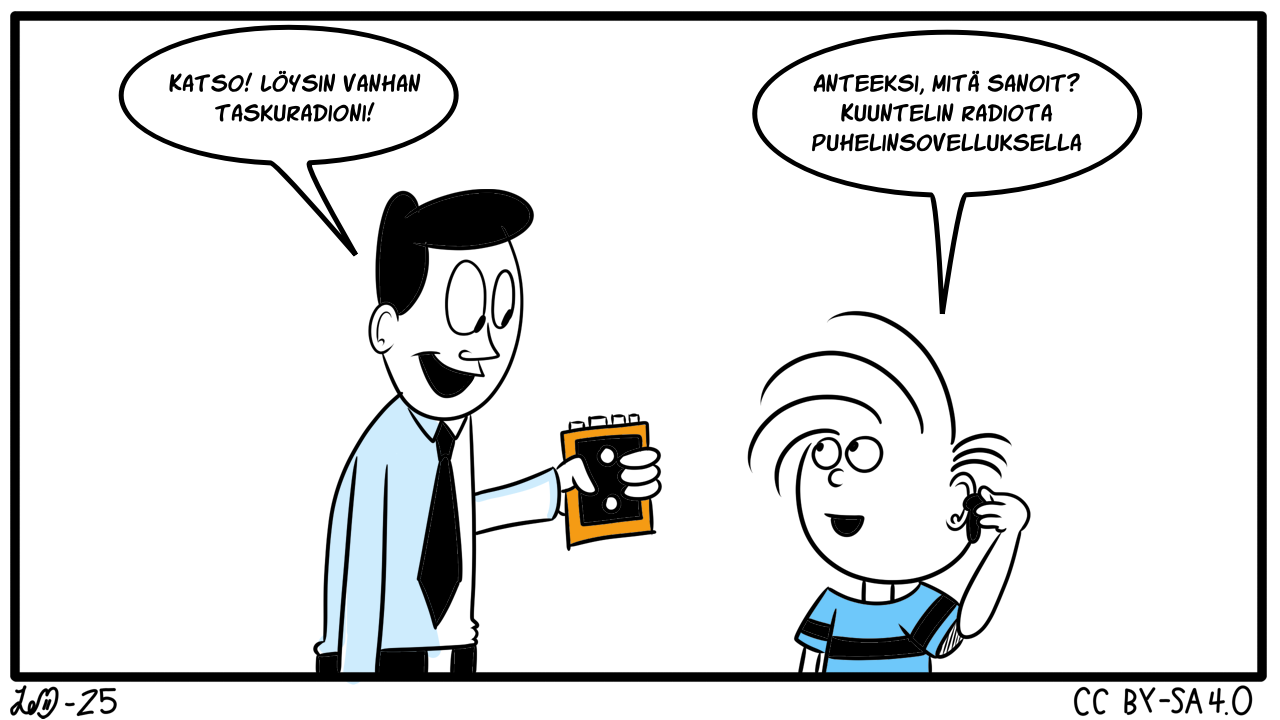 KATSO! LÖYSIN VANHAN
TASKURADIONI!
ANTEEKSI, MITÄ SANOIT?
KUUNTELIN RADIOTA
PUHELINSOVELLUKSELLA
-25
CC BY-SA 4.0